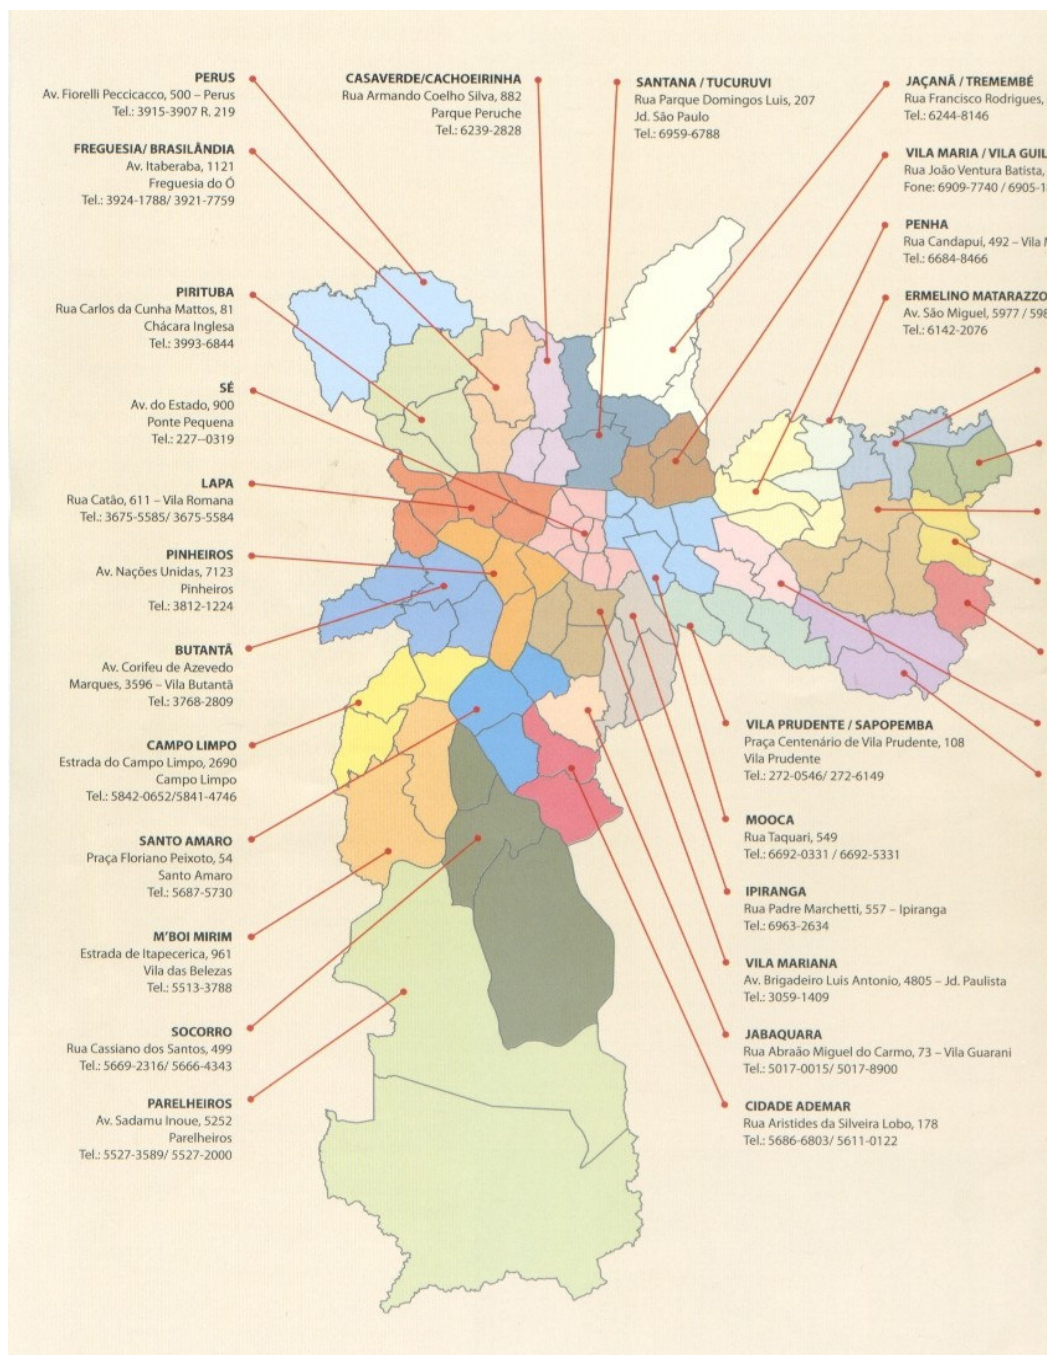 PERUS
Av. Fiorelli Peccicacco, 500 – Perus
Tel.: 3915-3907 R. 219
FREGUESIA/ BRASILÂNDIA
Av. Itaberaba, 1121
Freguesia do Ó
Tel.: 3924-1788/ 3921-7759
PIRITUBA
Rua Carlos da Cunha Mattos, 81
Chácara Inglesa
Tel.: 3993-6844
SÉ
Av. do Estado, 900
Ponte Pequena
Tel.: 227--0319
LAPA
Rua Catão, 611 – Vila Romana
Tel.: 3675-5585/ 3675-5584
PINHEIROS
Av. Nações Unidas, 7123
Pinheiros
Tel.: 3812-1224
BUTANTÃ
Av. Corifeu de Azevedo
Marques, 3596 – Vila Butantã
Tel.: 3768-2809
CAMPO LIMPO
Estrada do Campo Limpo, 2690
Campo Limpo
Tel.: 5842-0652/5841-4746
SANTO AMARO
Praça Floriano Peixoto, 54
Santo Amaro
Tel.: 5687-5730
M'BOI MIRIM
Estrada de Itapecerica, 961
Vila das Belezas
Tel.: 5513-3788
SOCORRO
Rua Cassiano dos Santos, 499
Tel.: 5669-2316/ 5666-4343
PARELHEIROS
Av. Sadamu Inoue, 5252
Parelheiros
Tel.: 5527-3589/ 5527-2000
CASAVERDE/CACHOEIRINHA
Rua Armando Coelho Silva, 882
Parque Peruche
Tel.: 6239-2828
SANTANA / TUCURUVI
Rua Parque Domingos Luis, 207
Jd. São Paulo
Tel.: 6959-6788
JAÇANÃ / TREMEMBÉ
Rua Francisco Rodrigues,
Tel.: 6244-8146
VILA MARIA / VILA GUIL
Rua João Ventura Batista,
Fone: 6909-7740 / 6905-1
PENHA
Rua Candapuí, 492 – Vila
Tel.: 6684-8466
ERMELINO MATARAZZO
Av. São Miguel, 5977 / 598
Tel.: 6142-2076
VILA PRUDENTE / SAPOPEMBA
Praça Centenário de Vila Prudente, 108
Vila Prudente
Tel.: 272-0546/ 272-6149
MOOCA
Rua Taquari, 549
Tel.: 6692-0331 / 6692-5331
IPIRANGA
Rua Padre Marchetti, 557 – Ipiranga
Tel.: 6963-2634
VILA MARIANA
Av. Brigadeiro Luis Antonio, 4805 – Jd. Paulista
Tel.: 3059-1409
JABAQUARA
Rua Abraão Miguel do Carmo, 73 – Vila Guarani
Tel.: 5017-0015/ 5017-8900
CIDADE ADEMAR
Rua Aristides da Silveira Lobo, 178
Tel.: 5686-6803/ 5611-0122